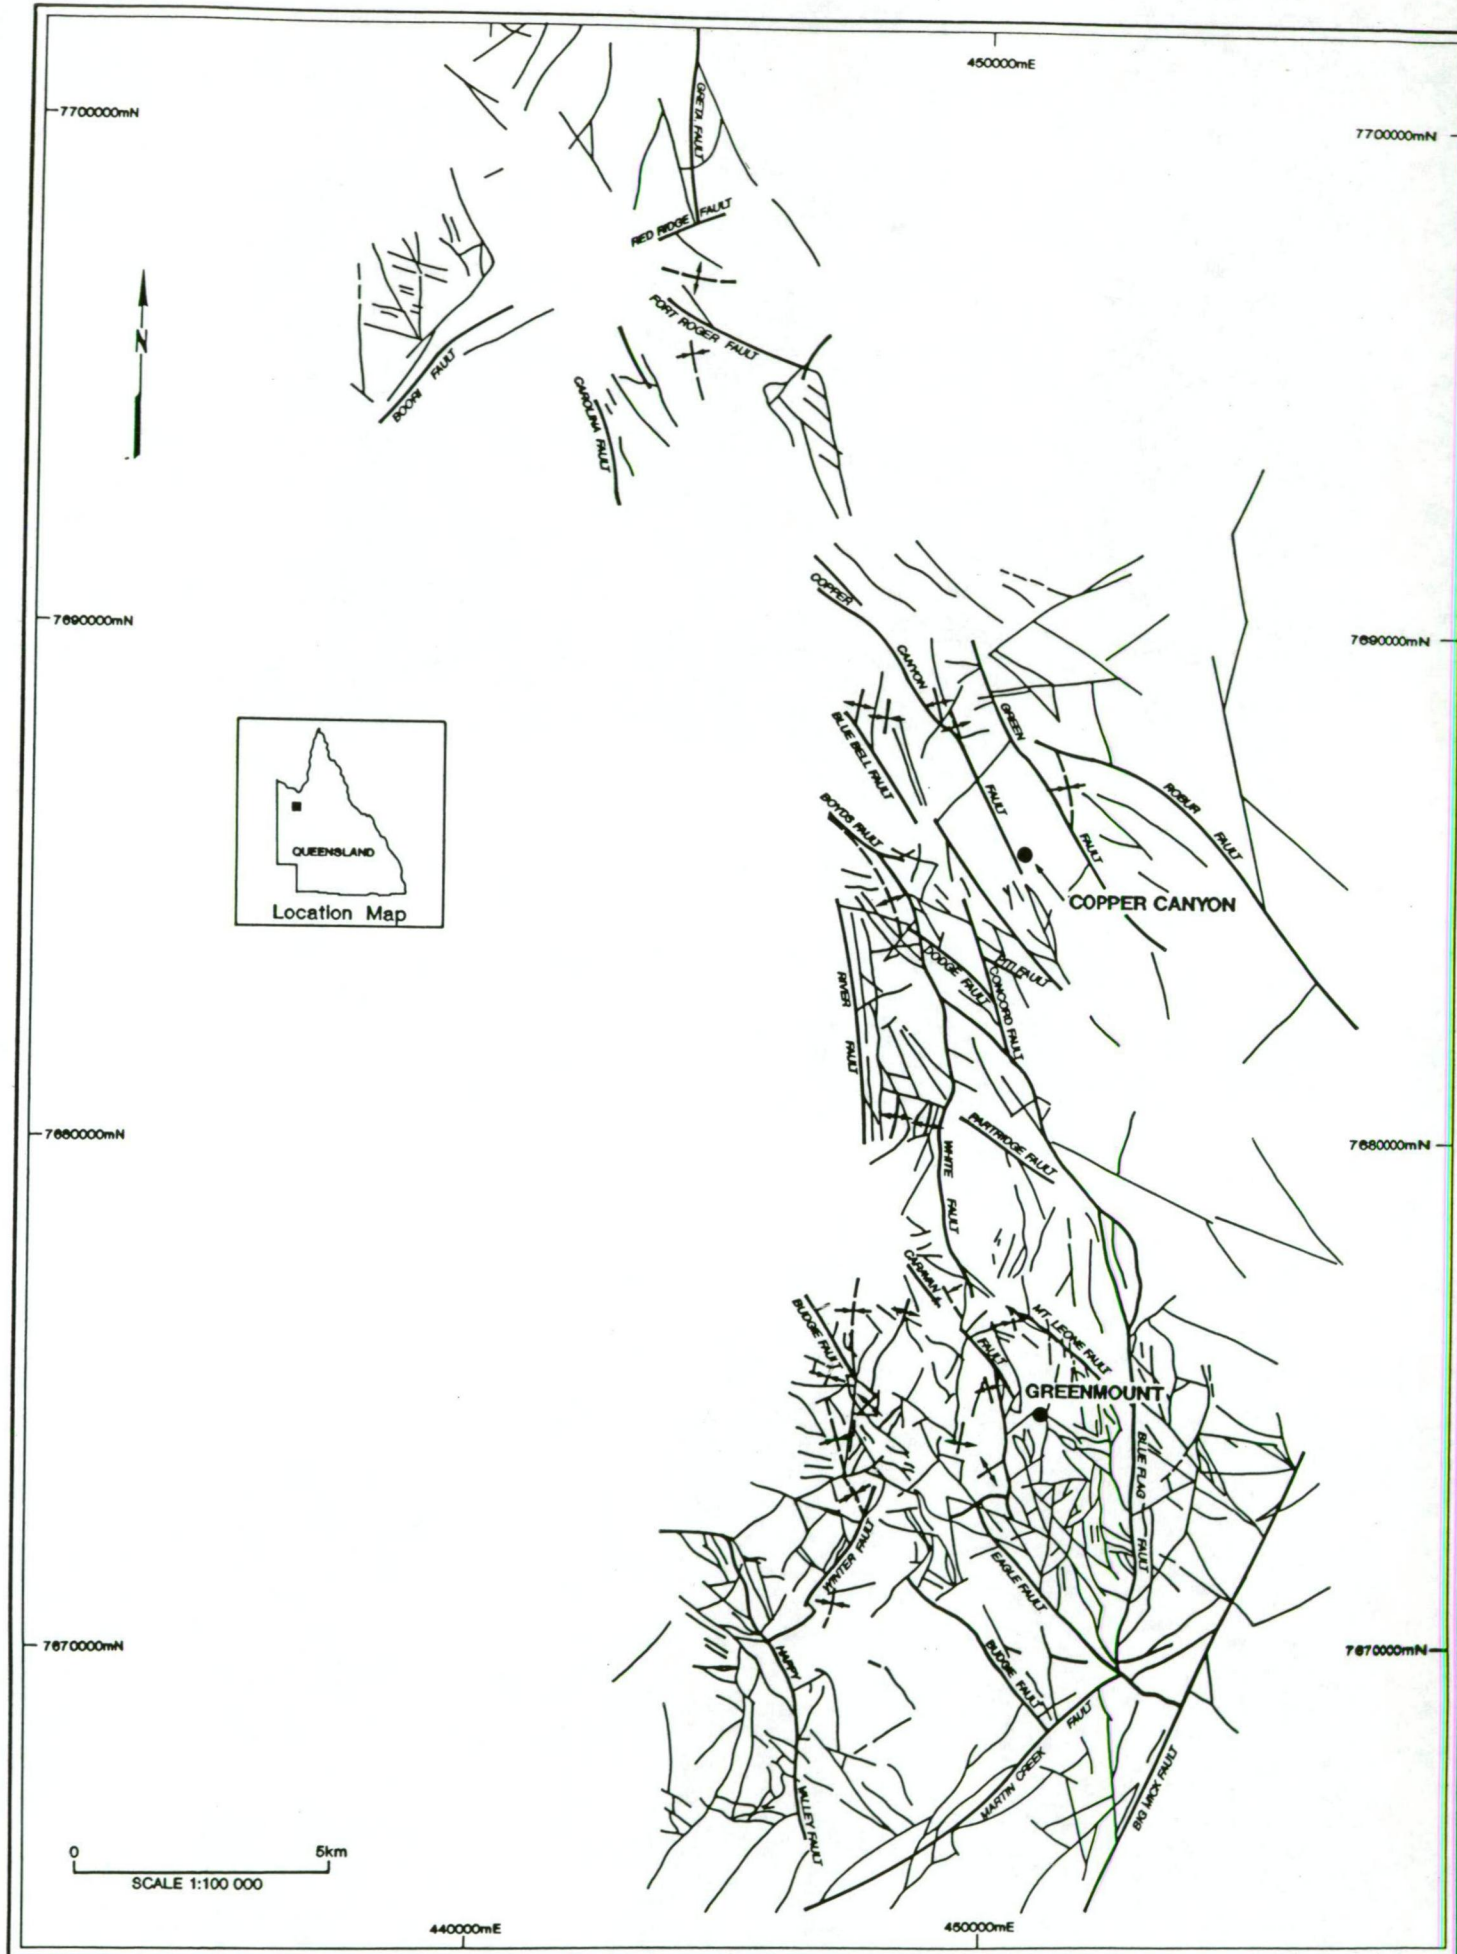 450000mE
7700000mN
7700000mN
GRETA FAULT
RED RIDGE FAULT
N
FORT ROGER FAULT
BOORI FAULT
CAROLINA FAULT
COPPER
7690000mN
7690000mN
CANYON
GREEN
BLUE BELL FAULT
ROBUR
FAULT
BOYDS FAULT
FAULT
FAULT
QUEENSLAND
COPPER CANYON
Location Map
DODGE FAULT
PIT FAULT
RIVER
CONCORD FAULT
FAULT
7680000mN
7680000mN
PARTRIDGE FAULT
WHITE
FAULT
CARAVAN
BUDGIE FAULT
MT. LEONE FAULT
FAULT
GREENMOUNT
BLUE FLAG
FAULT
WINTER FAULT
EAGLE FAULT
7670000mN
7670000mN
HAPPY
BUDGIE FAULT
FAULT
MARTIN CREEK
BIG MICK FAULT
VALLEY FAULT
0 5km
SCALE 1:100 000
440000mE
450000mE